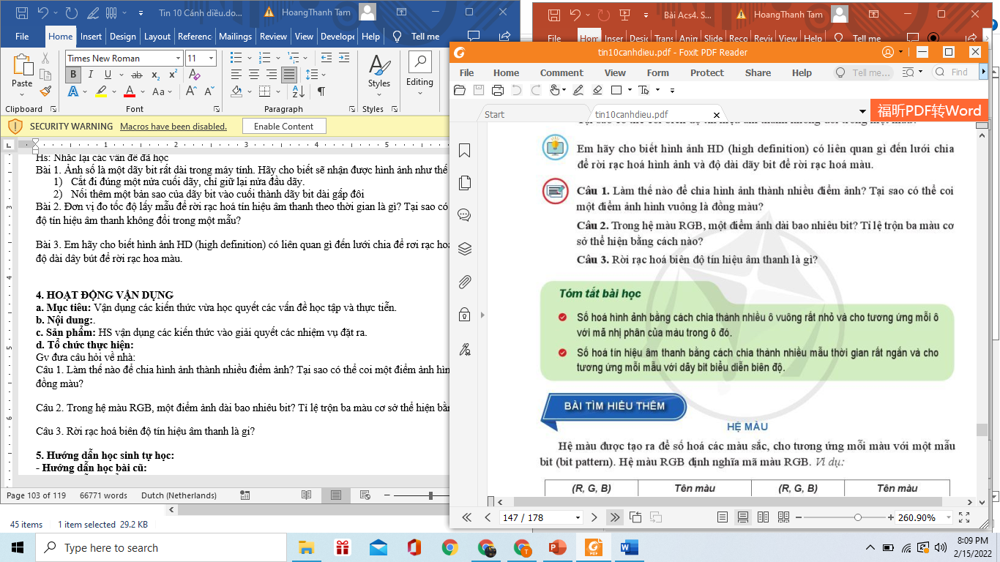 Tin 10 Cánh diều.do...
HoangThanh Tam
File Home Insert Design Layout Referenc Mailings Review View Develope Help Tell me
Paste
Times New Roman 11
B I U ab x₂ x²
A A Aa A A
Styles
Editing
Clipboard Font Paragraph Styles
SECURITY WARNING Macros have been disabled. Enable Content
1 2 3 4 5
Hs: Nhắc lại các vấn đề đã học
Bài 1. Ảnh số là một dãy bit rất dài trong máy tính. Hãy cho biết sẽ nhận được hình ảnh như thế
1) Cắt đi đúng một nửa cuối dãy, chỉ giữ lại nửa đầu dãy.
2) Nối thêm một bản sao của dãy bit vào cuối thành dãy bit dài gấp đôi
Bài 2. Đơn vị đo tốc độ lấy mẫu để rời rạc hoá tín hiệu âm thanh theo thời gian là gì? Tại sao có
độ tín hiệu âm thanh không đổi trong một mẫu?
Bài 3. Em hãy cho biết hình ảnh HD (high definition) có liên quan gì đến lưới chia để rơi rạc hoa
độ dài dây bút để rời rạc hoa màu.
4. HOẠT ĐỘNG VẬN DỤNG
a. Mục tiêu: Vận dụng các kiến thức vừa học quyết các vấn đề học tập và thực tiễn.
b. Nội dung:.
c. Sản phẩm: HS vận dụng các kiến thức vào giải quyết các nhiệm vụ đặt ra.
d. Tổ chức thực hiện:
Gv đưa câu hỏi về nhà:
Câu 1. Làm thế nào để chia hình ảnh thành nhiều điểm ảnh? Tại sao có thể coi một điểm ảnh hìn
đồng màu?
Câu 2. Trong hệ màu RGB, một điểm ảnh dài bao nhiêu bit? Tỉ lệ trộn ba màu cơ sở thể hiện bằn
Câu 3. Rời rạc hoá biên độ tín hiệu âm thanh là gì?
5. Hướng dẫn học sinh tự học:
- Hướng dẫn học bài cũ:
3
4
5
6
Page 103 of 119 66771 words Dutch (Netherlands)
45 items 1 item selected 29.2 KB
Bài Acs4. S...
HoangThanh Tam
File Hom Inser Desig Trans Anim Slide Reco Revie View Help Tell me
tin10canhdieu.pdf - Foxit PDF Reader
File Home Comment View Form Protect Share Help Tell me... Find
Start tin10canhdieu.pdf
福昕PDF转Word
Em hãy cho biết hình ảnh HD (high definition) có liên quan gì đến lưới chia
để rời rạc hoá hình ảnh và độ dài dãy bit để rời rạc hoá màu.
Câu 1. Làm thế nào để chia hình ảnh thành nhiều điểm ảnh? Tại sao có thể coi
một điểm ảnh hình vuông là đồng màu?
Câu 2. Trong hệ màu RGB, một điểm ảnh dài bao nhiêu bit? Tỉ lệ trộn ba màu cơ
sở thể hiện bằng cách nào?
Câu 3. Rời rạc hoá biên độ tín hiệu âm thanh là gì?
Tóm tắt bài học
Số hoá hình ảnh bằng cách chia thành nhiều ô vuông rất nhỏ và cho tương ứng mỗi ô
với mã nhị phân của màu trong ô đó.
Số hoá tín hiệu âm thanh bằng cách chia thành nhiều mẫu thời gian rất ngắn và cho
tương ứng mỗi mẫu với dãy bit biểu diễn biên độ.
BÀI TÌM HIỂU THÊM
HỆ MÀU
Hệ màu được tạo ra để số hoá các màu sắc, cho tương ứng mỗi màu với một mẫu
bit (bit pattern). Hệ màu RGB định nghĩa mã màu RGB. Ví dụ:
(R, G, B) Tên màu (R, G, B) Tên màu
147 / 178 260.90%
Type here to search
8:09 PM
2/15/2022